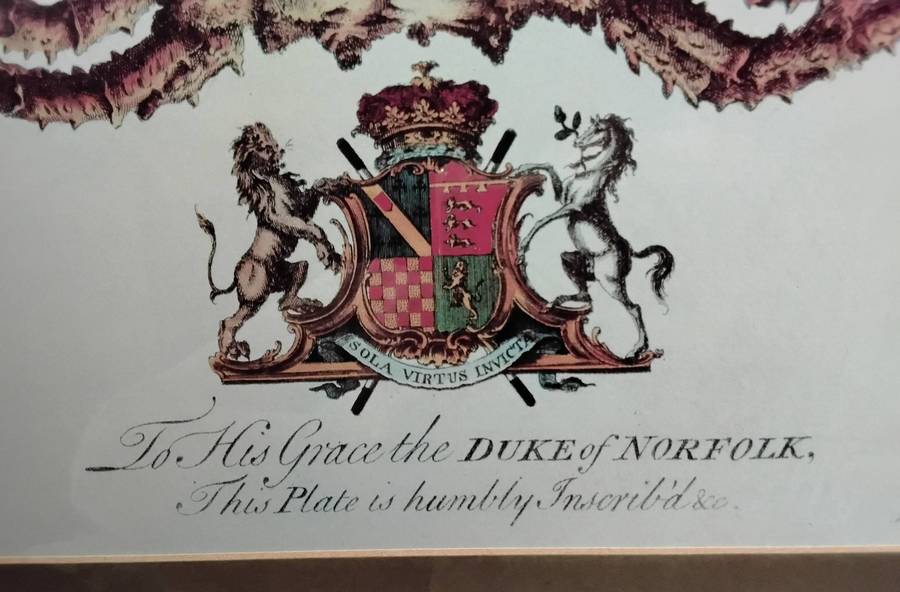 SOLA VIRTUS INVICTA
To His Grace the DUKE of NORFOLK,
This Plate is humbly Inscrib'd &c.